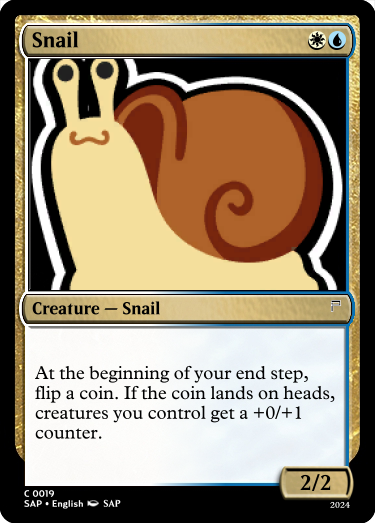 Snail
Creature — Snail
At the beginning of your end step,
flip a coin. If the coin lands on heads,
creatures you control get a +0/+1
counter.
2/2
C 0019
SAP • English SAP
2024